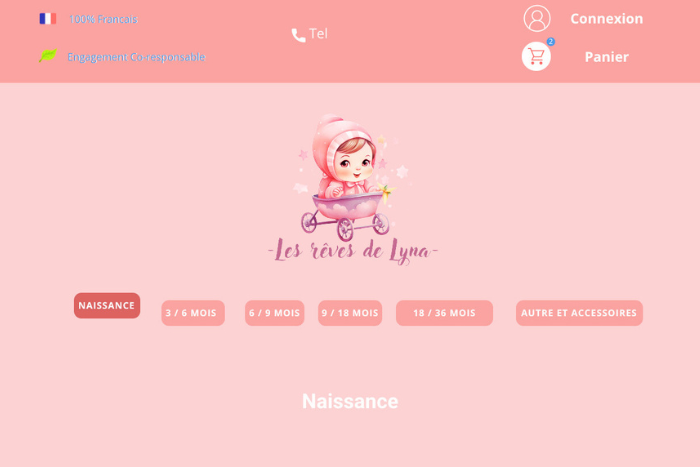 100% Francais
Tel
Connexion
2
Engagement Co-responsable
Panier
-Les rêves de Lyna-
NAISSANCE
3 / 6 MOIS
6 / 9 MOIS
9 / 18 MOIS
18 / 36 MOIS
AUTRE ET ACCESSOIRES
Naissance